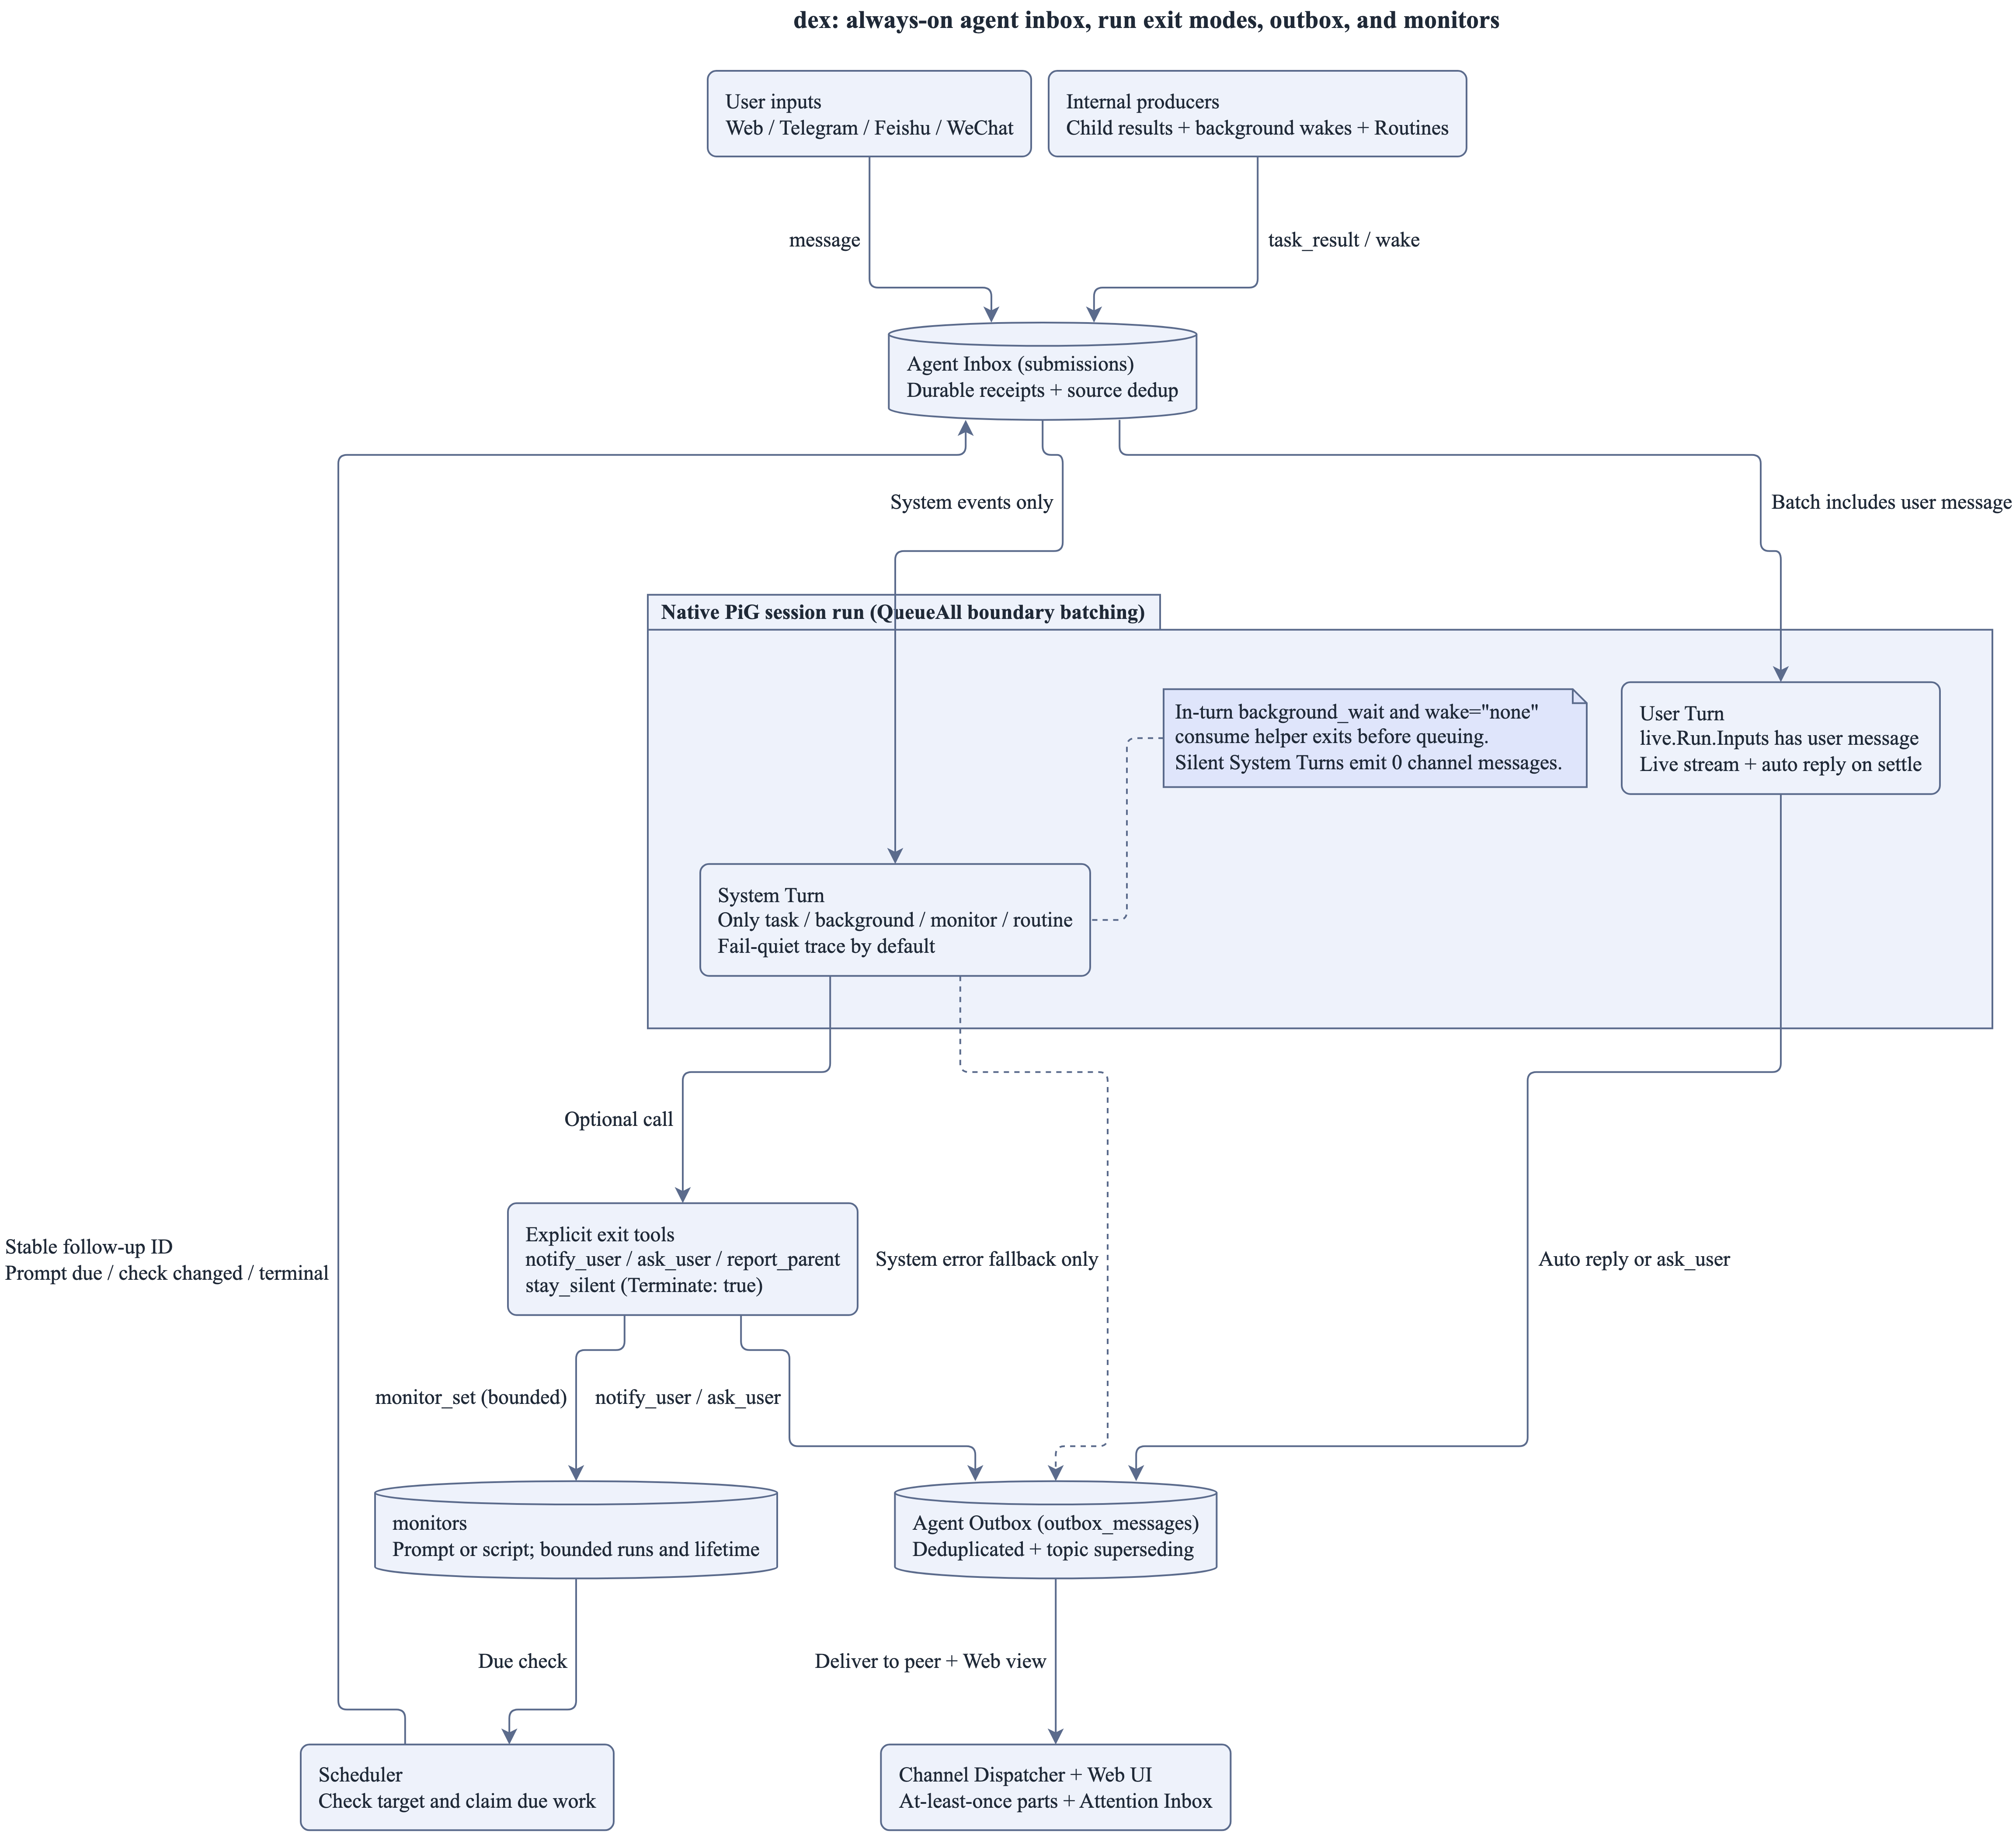 dex: always-on agent inbox, run exit modes, outbox, and monitors
User inputs
Web / Telegram / Feishu / WeChat
Internal producers
Child results + background wakes + Routines
message
task_result / wake
Agent Inbox (submissions)
Durable receipts + source dedup
System events only
Batch includes user message
Native PiG session run (QueueAll boundary batching)
In-turn background_wait and wake="none"
consume helper exits before queuing.
Silent System Turns emit 0 channel messages.
User Turn
live.Run.Inputs has user message
Live stream + auto reply on settle
System Turn
Only task / background / monitor / routine
Fail-quiet trace by default
Optional call
Explicit exit tools
notify_user / ask_user / report_parent
stay_silent (Terminate: true)
Stable follow-up ID
Prompt due / check changed / terminal
System error fallback only
Auto reply or ask_user
monitor_set (bounded)
notify_user / ask_user
monitors
Prompt or script; bounded runs and lifetime
Agent Outbox (outbox_messages)
Deduplicated + topic superseding
Due check
Deliver to peer + Web view
Scheduler
Check target and claim due work
Channel Dispatcher + Web UI
At-least-once parts + Attention Inbox